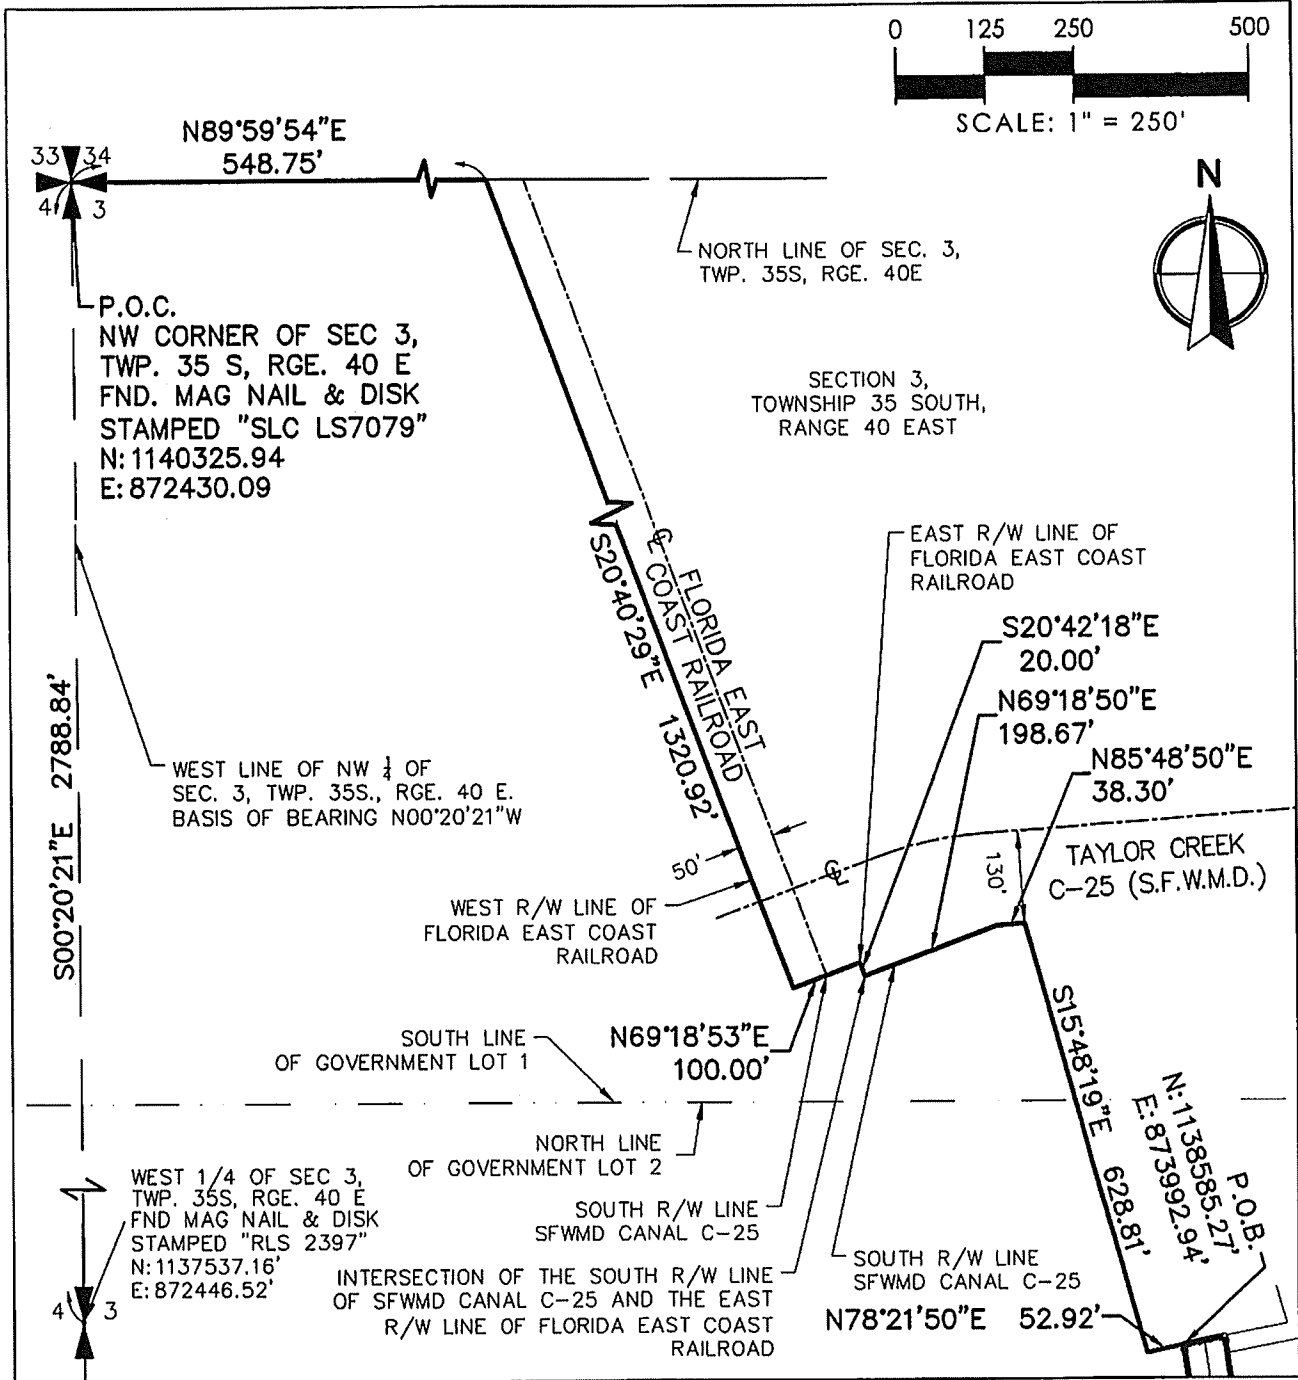 0 125 250 500
SCALE: 1" = 250'
N89°59'54"E
548.75'
33 34
4 3
N
NORTH LINE OF SEC. 3,
TWP. 35S, RGE. 40E
P.O.C.
NW CORNER OF SEC 3,
TWP. 35 S, RGE. 40 E
FND. MAG NAIL & DISK
STAMPED "SLC LS7079"
N: 1140325.94
E: 872430.09
SECTION 3,
TOWNSHIP 35 SOUTH,
RANGE 40 EAST
EAST R/W LINE OF
FLORIDA EAST COAST
RAILROAD
S20°40'29"E 1320.92'
FLORIDA EAST
COAST RAILROAD
S20°42'18"E
20.00'
N69°18'50"E
198.67'
N85°48'50"E
38.30'
S00°20'21"E 2788.84'
WEST LINE OF NW ¼ OF
SEC. 3, TWP. 35S., RGE. 40 E.
BASIS OF BEARING N00°20'21"W
50'
130'
TAYLOR CREEK
C-25 (S.F.W.M.D.)
WEST R/W LINE OF
FLORIDA EAST COAST
RAILROAD
SOUTH LINE
OF GOVERNMENT LOT 1
N69°18'53"E
100.00'
S15°48'19"E 628.81'
P.O.B.
N: 1138585.27'
E: 873992.94'
NORTH LINE
OF GOVERNMENT LOT 2
WEST 1/4 OF SEC 3,
TWP. 35S, RGE. 40 E
FND MAG NAIL & DISK
STAMPED "RLS 2397"
N: 1137537.16'
E: 872446.52'
4 3
SOUTH R/W LINE
SFWMD CANAL C-25
INTERSECTION OF THE SOUTH R/W LINE
OF SFWMD CANAL C-25 AND THE EAST
R/W LINE OF FLORIDA EAST COAST
RAILROAD
SOUTH R/W LINE
SFWMD CANAL C-25
N78°21'50"E 52.92'